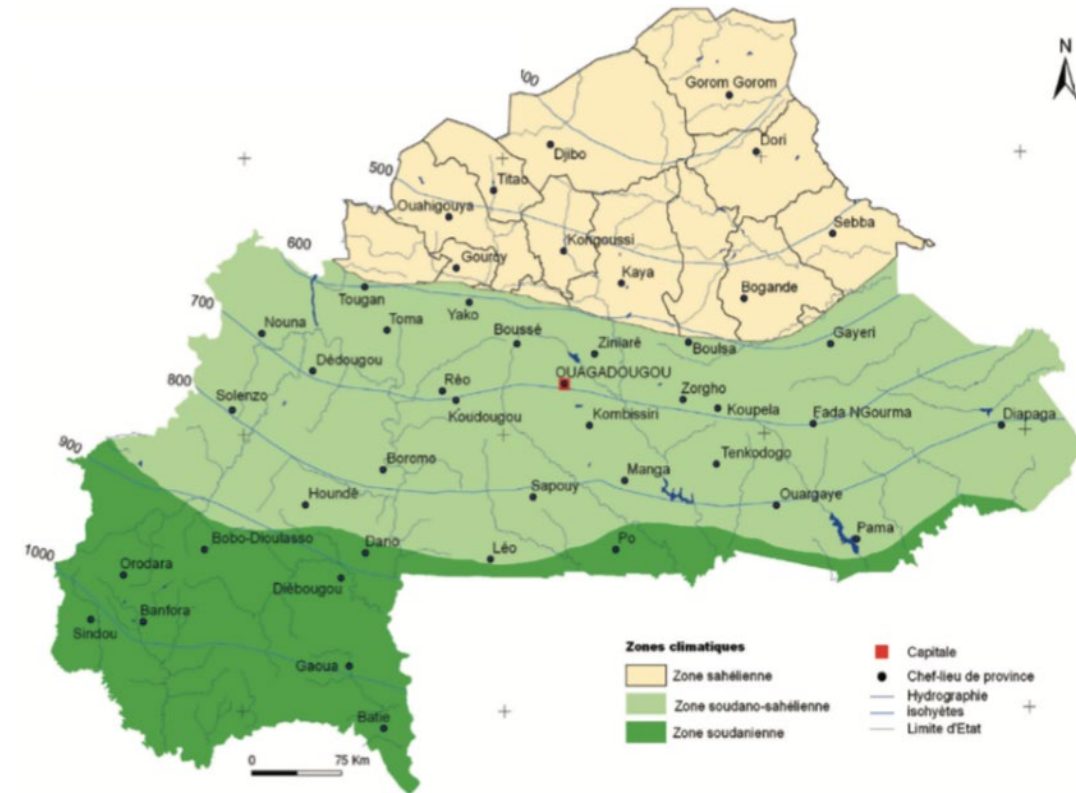 N
Gorom Gorom
:00
Dori
Djibo
500
Titao
Ouahigouya
Sebba
600
Kongoussi
Gourcy
Kaya
Bogande
700
Tougan
Yako
Nouna
Toma
Boussé
Ziniaré
Boulsa
Gayeri
Dédougou
800
OUAGADOUGOU
Réo
Zorgho
Solenzo
Koudougou
Kombissiri
Koupela
Fada NGourma
Diapaga
900
Boromo
Tenkodogo
Manga
Houndé
Sapouy
Ouargaye
Pama
Bobo-Dioulasso
Dano
Léo
Po
1000
Orodara
Diébougou
Banfora
Sindou
Gaoua
Batie
Zones climatiques
Zone sahélienne
Zone soudano-sahélienne
Zone soudanienne
Capitale
Chef-lieu de province
Hydrographie
isohyètes
Limite d'Etat
0 75 Km